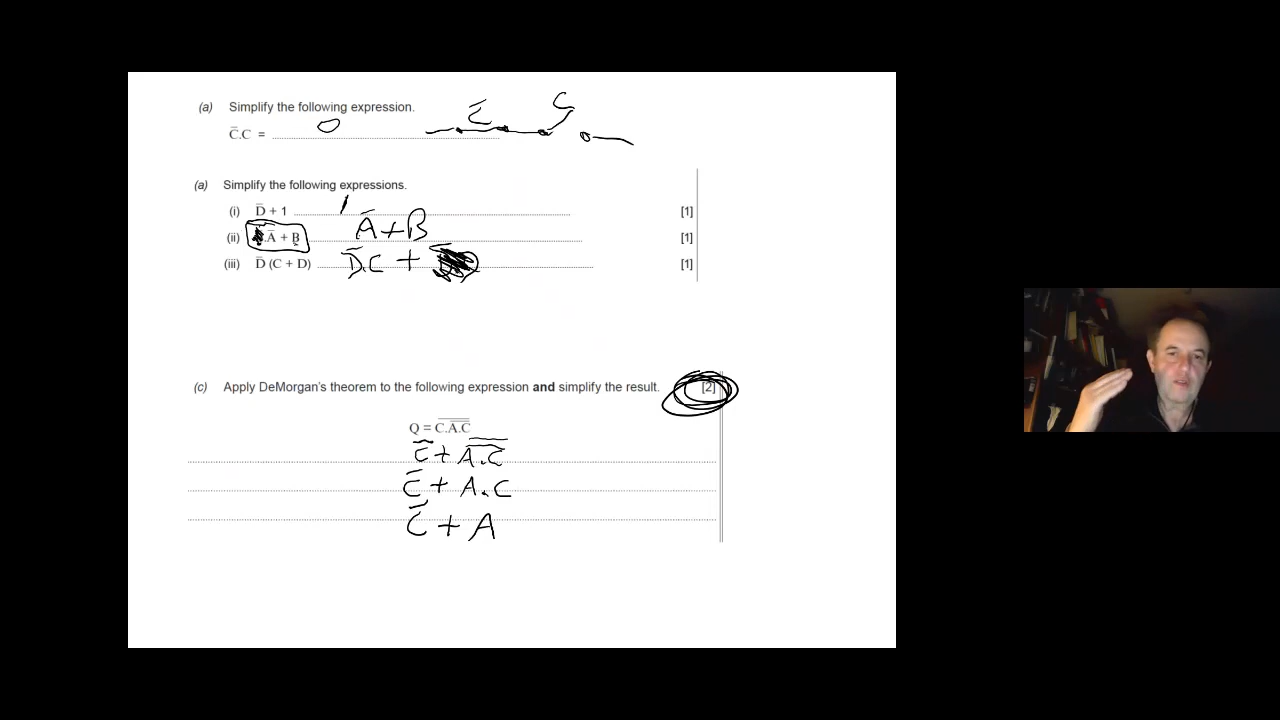 (a) Simplify the following expression.
C̅ C
C̅.C = 0
(a) Simplify the following expressions.
(i) D̅ + 1 1 [1]
(ii) .A̅ + B A̅+B [1]
(iii) D̅ (C + D) D̅.C + [1]
(c) Apply DeMorgan's theorem to the following expression and simplify the result. [2]
Q = C̅.̅A̿.̿C̿
C̅ + A̿.̿C̿
C̅ + A.C
C̅ + A